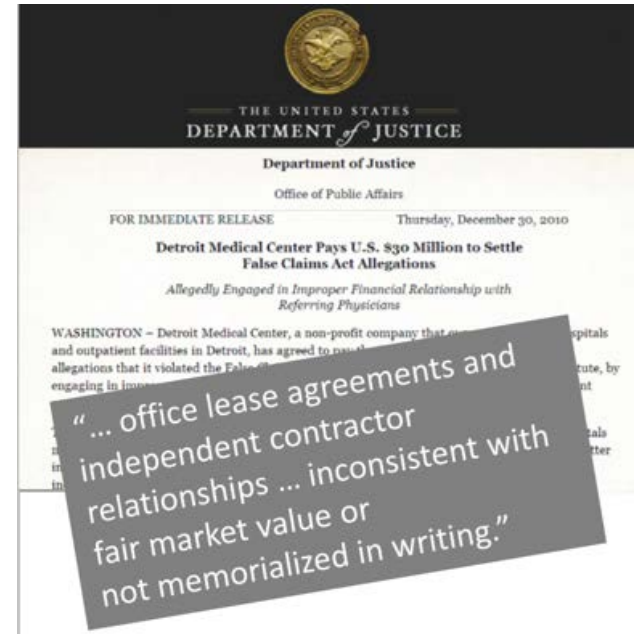 THE UNITED STATES
DEPARTMENT of JUSTICE
Department of Justice
Office of Public Affairs
FOR IMMEDIATE RELEASE Thursday, December 30, 2010
Detroit Medical Center Pays U.S. $30 Million to Settle
False Claims Act Allegations
Allegedly Engaged in Improper Financial Relationship with
Referring Physicians
WASHINGTON – Detroit Medical Center, a non-profit company that
and outpatient facilities in Detroit, has agreed to pay
allegations that it violated the False by
engaging in
"... office lease agreements and
independent contractor
relationships ... inconsistent with
fair market value or
not memorialized in writing."